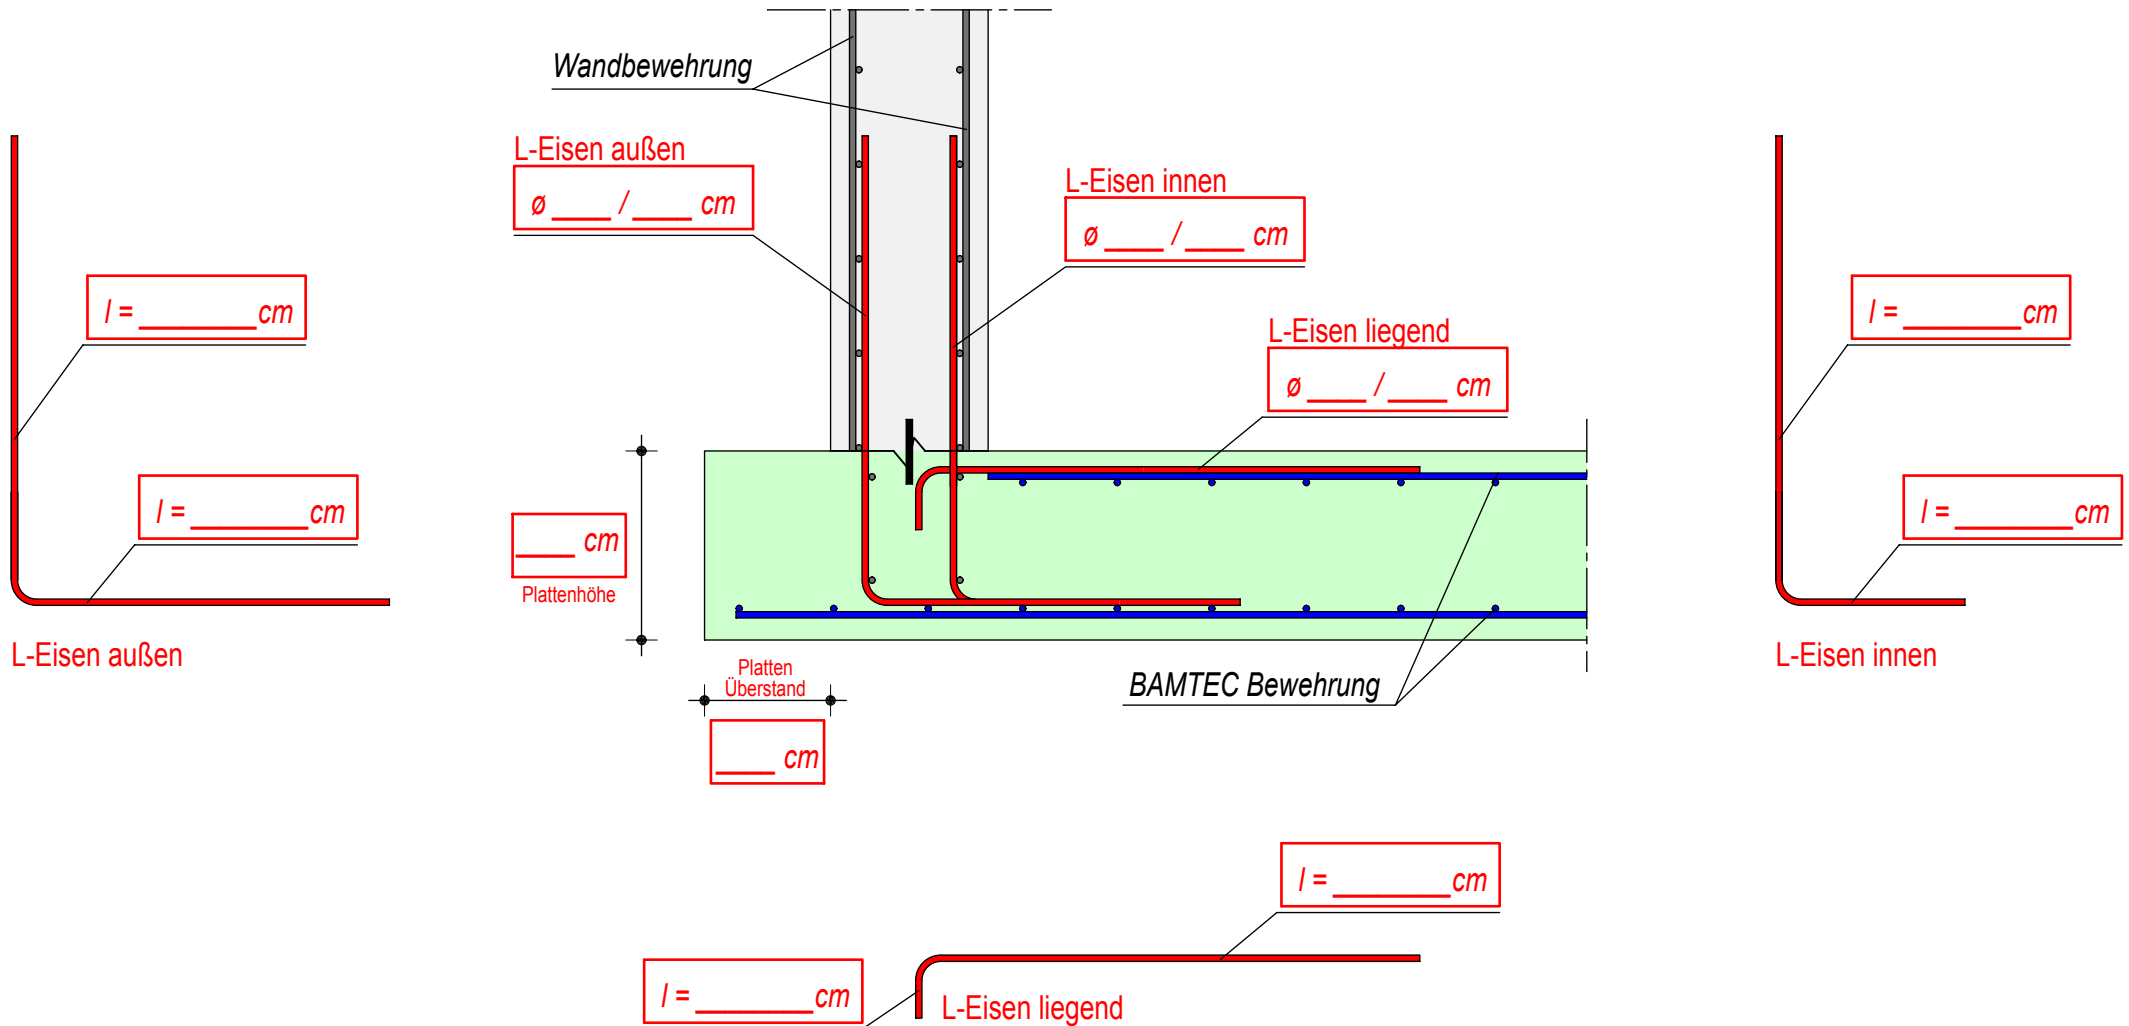 Wandbewehrung
L-Eisen außen
ø ____ / ____ cm
L-Eisen innen
ø ____ / ____ cm
l = ________ cm
l = ________ cm
L-Eisen liegend
ø ____ / ____ cm
l = ________ cm
l = ________ cm
____ cm
Plattenhöhe
L-Eisen außen
L-Eisen innen
Platten
Überstand
BAMTEC Bewehrung
____ cm
l = ________ cm
l = ________ cm
L-Eisen liegend